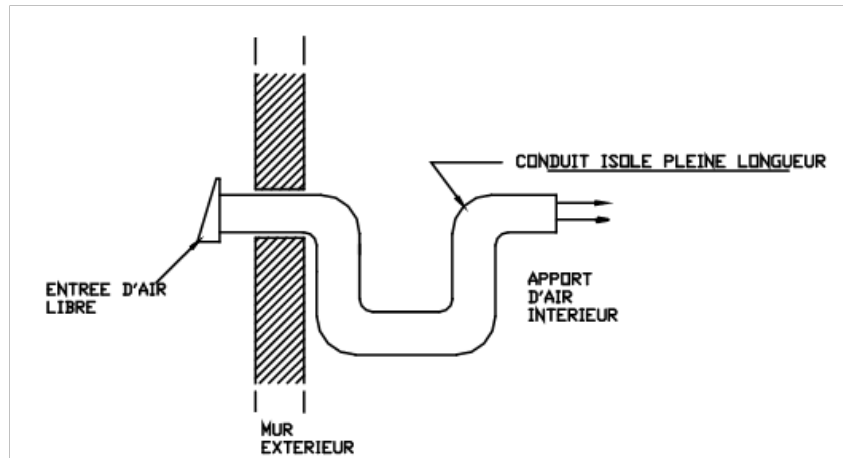 CONDUIT ISOLE PLEINE LONGUEUR
ENTREE D'AIR
LIBRE
APPORT
D'AIR
INTERIEUR
MUR
EXTERIEUR